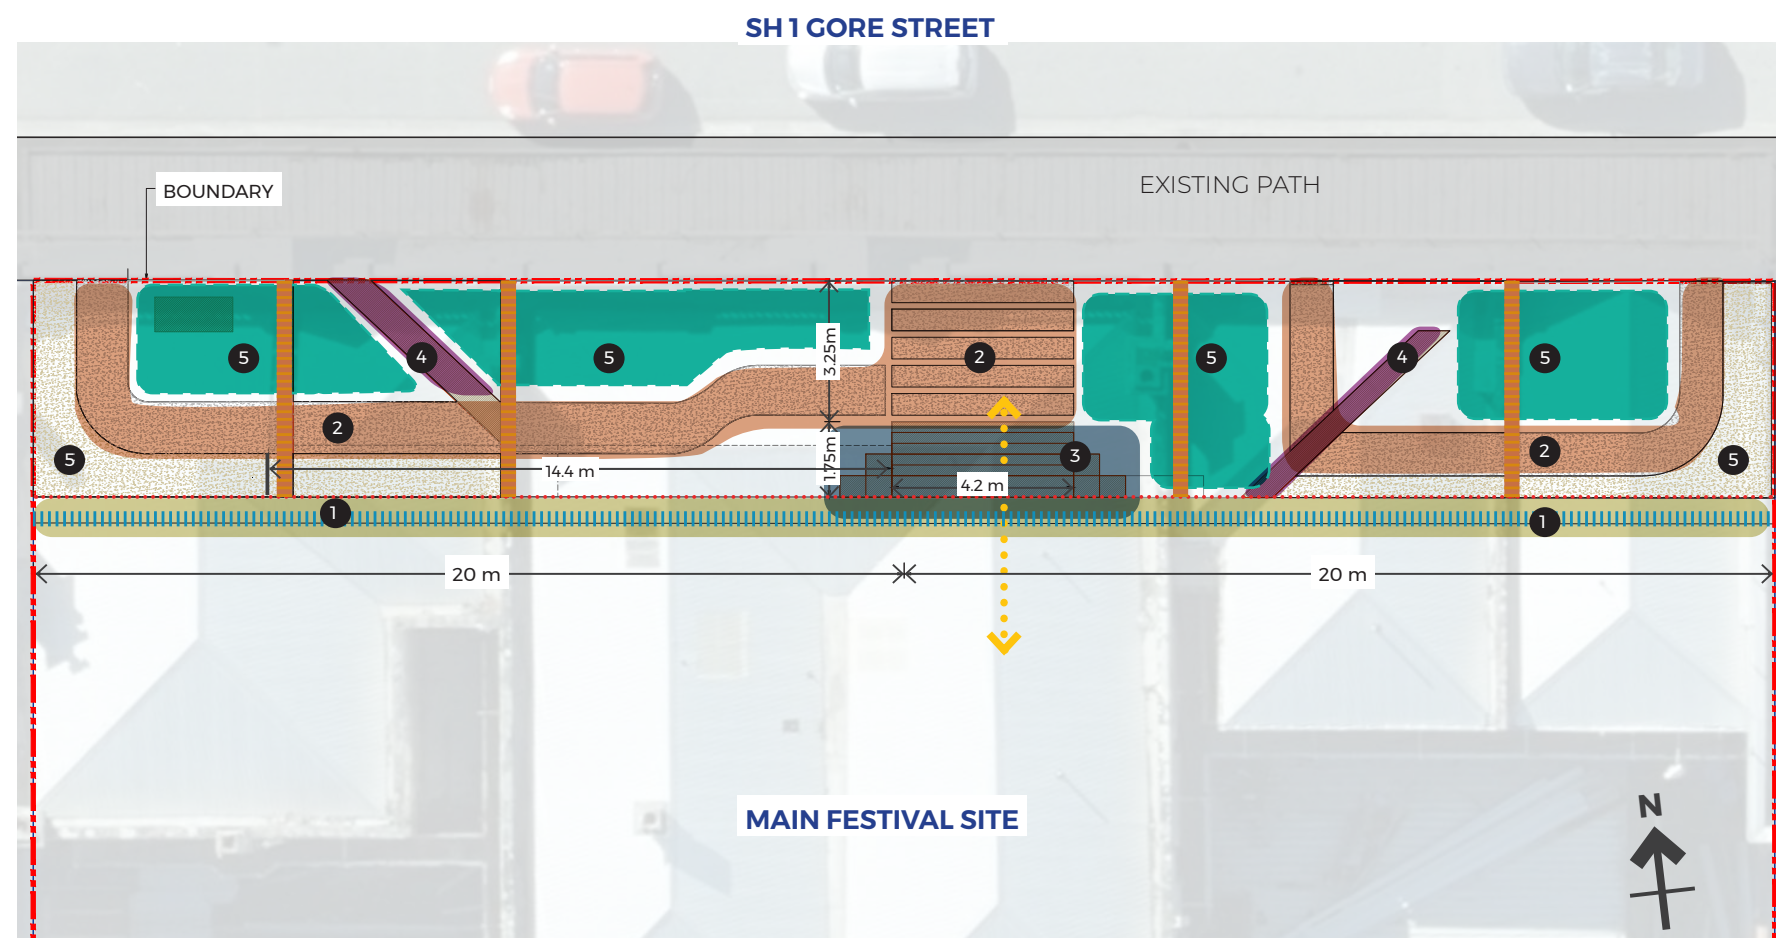 SH 1 GORE STREET
EXISTING PATH
BOUNDARY
3.25m
5
4
5
2
5
4
5
2
2
5
3
5
1.75m
14.4 m
4.2 m
1
1
20 m
20 m
MAIN FESTIVAL SITE
N